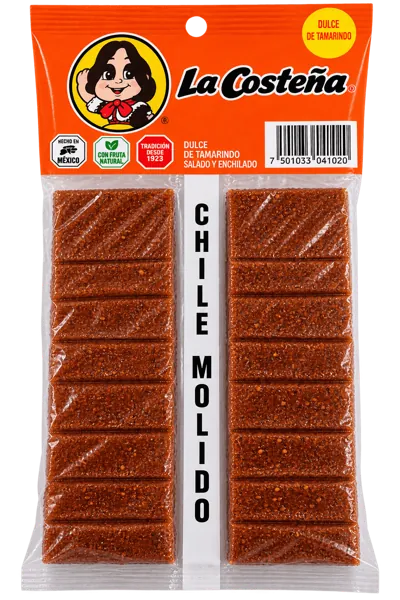 DULCE
DE TAMARINDO
La Costeña
®
HECHO EN
MÉXICO
CON FRUTA
NATURAL
TRADICIÓN
DESDE
1923
DULCE
DE TAMARINDO
SALADO Y ENCHILADO
7 501033 041020
CHILE MOLIDO